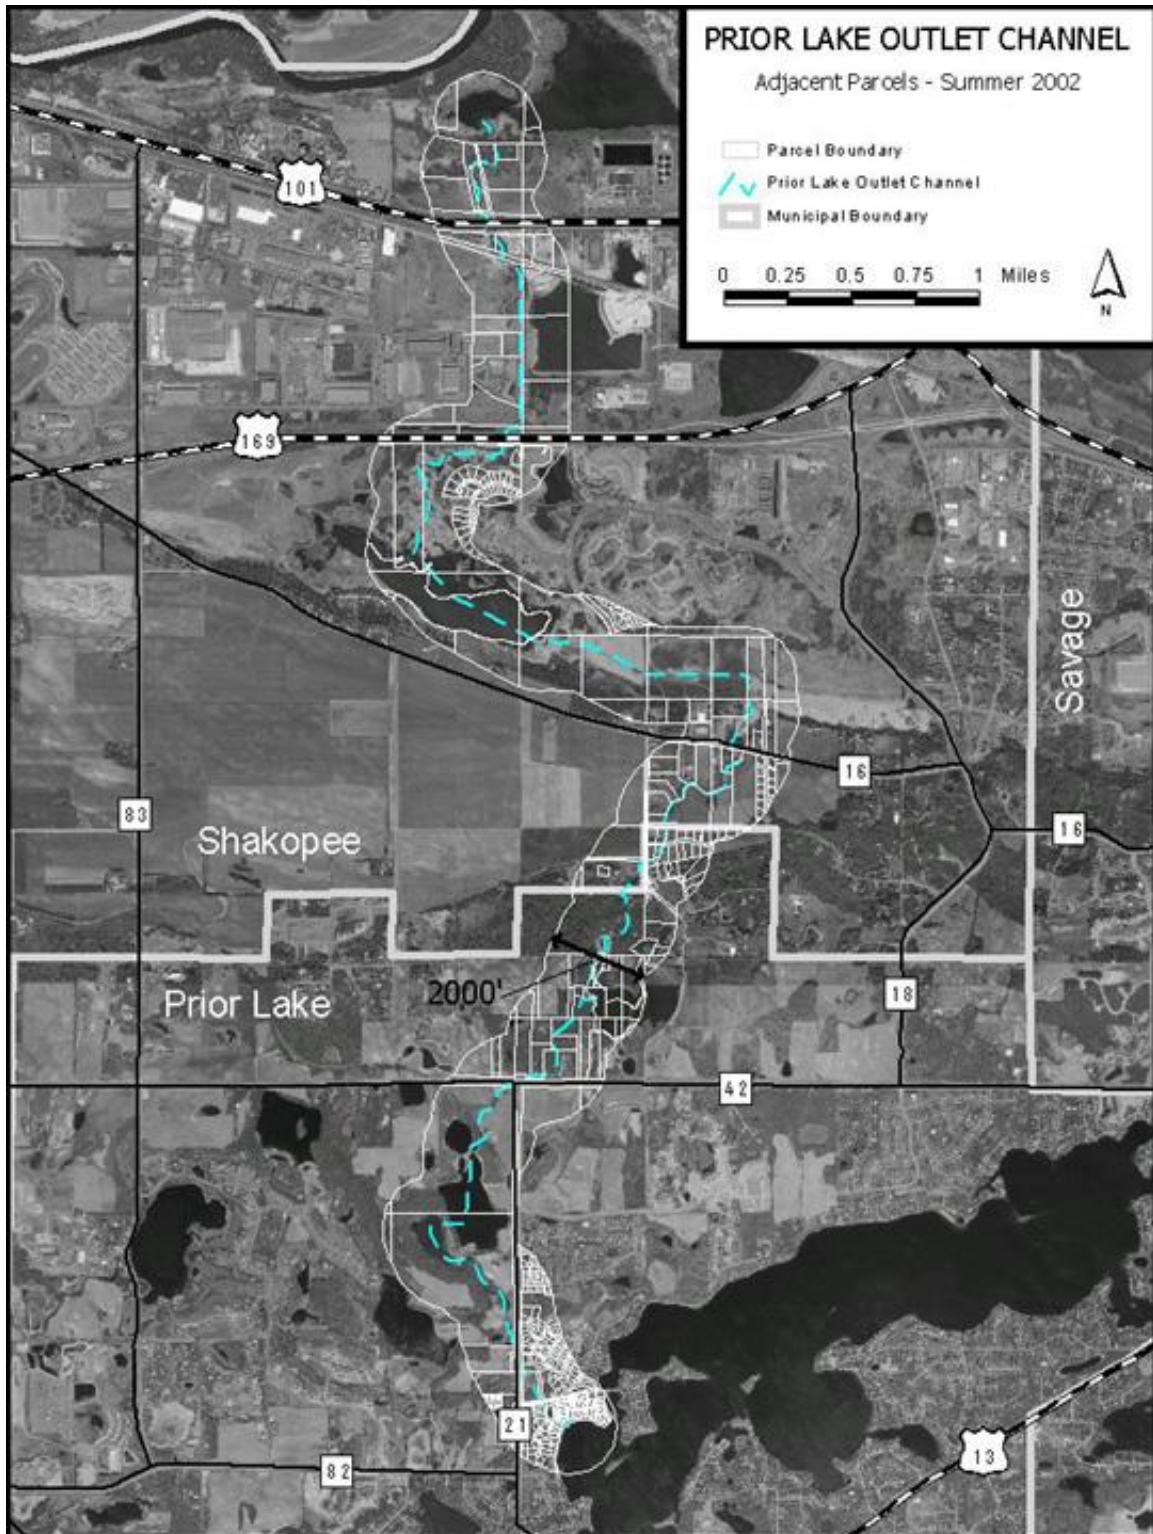 PRIOR LAKE OUTLET CHANNEL
Adjacent Parcels - Summer 2002
Parcel Boundary
Prior Lake Outlet Channel
Municipal Boundary
0 0.25 0.5 0.75 1 Miles
N
101
169
Savage
16
83
16
Shakopee
2000'
Prior Lake
18
42
21
13
82